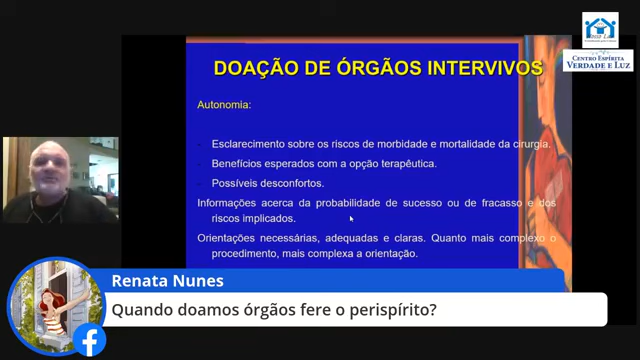 CENTRO ESPÍRITA
VERDADE E LUZ
DOAÇÃO DE ÓRGÃOS INTERVIVOS
Autonomia:
- Esclarecimento sobre os riscos de morbidade e mortalidade da cirurgia.
- Benefícios esperados com a opção terapêutica.
- Possíveis desconfortos.
Informações acerca da probabilidade de sucesso ou de fracasso e dos
riscos implicados.
Orientações necessárias, adequadas e claras. Quanto mais complexo o
procedimento, mais complexa a orientação.
Renata Nunes
Quando doamos órgãos fere o perispírito?